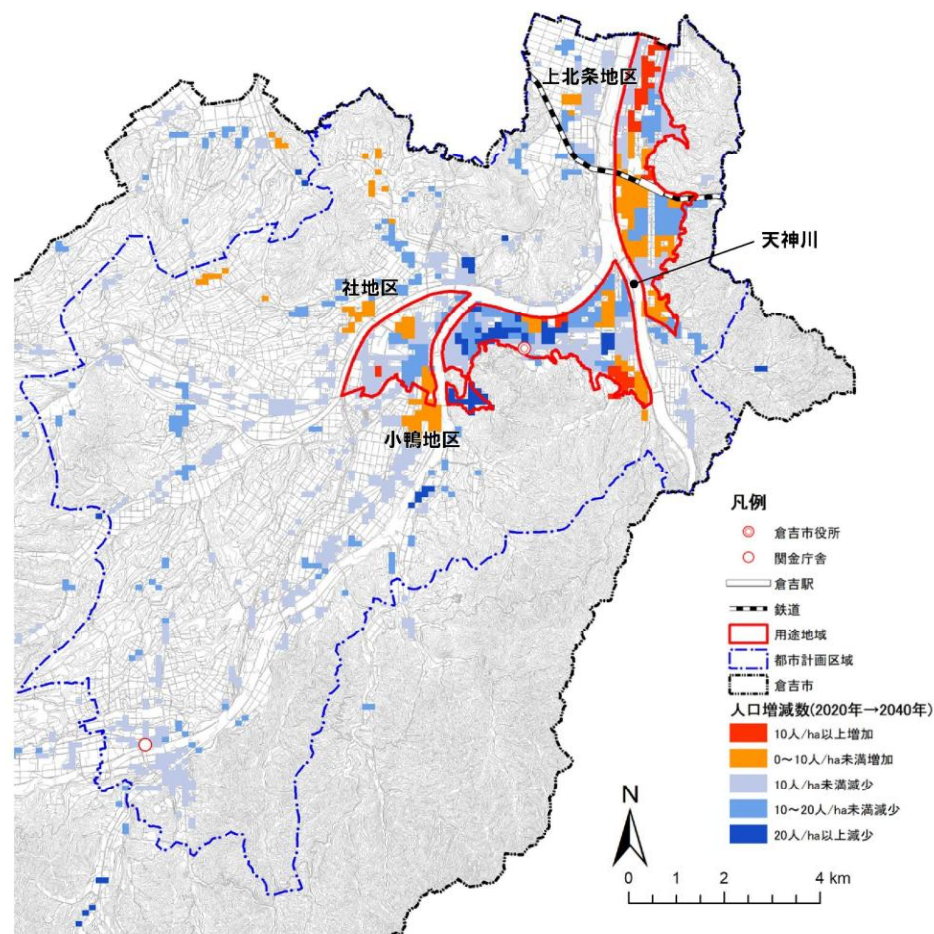 上北条地区
天神川
社地区
小鴨地区
凡例
倉吉市役所
関金庁舎
倉吉駅
鉄道
用途地域
都市計画区域
倉吉市
人口増減数(2020年→2040年)
10人/ha以上増加
0～10人/ha未満増加
10人/ha未満減少
10～20人/ha未満減少
20人/ha以上減少
N
0 1 2 4 km